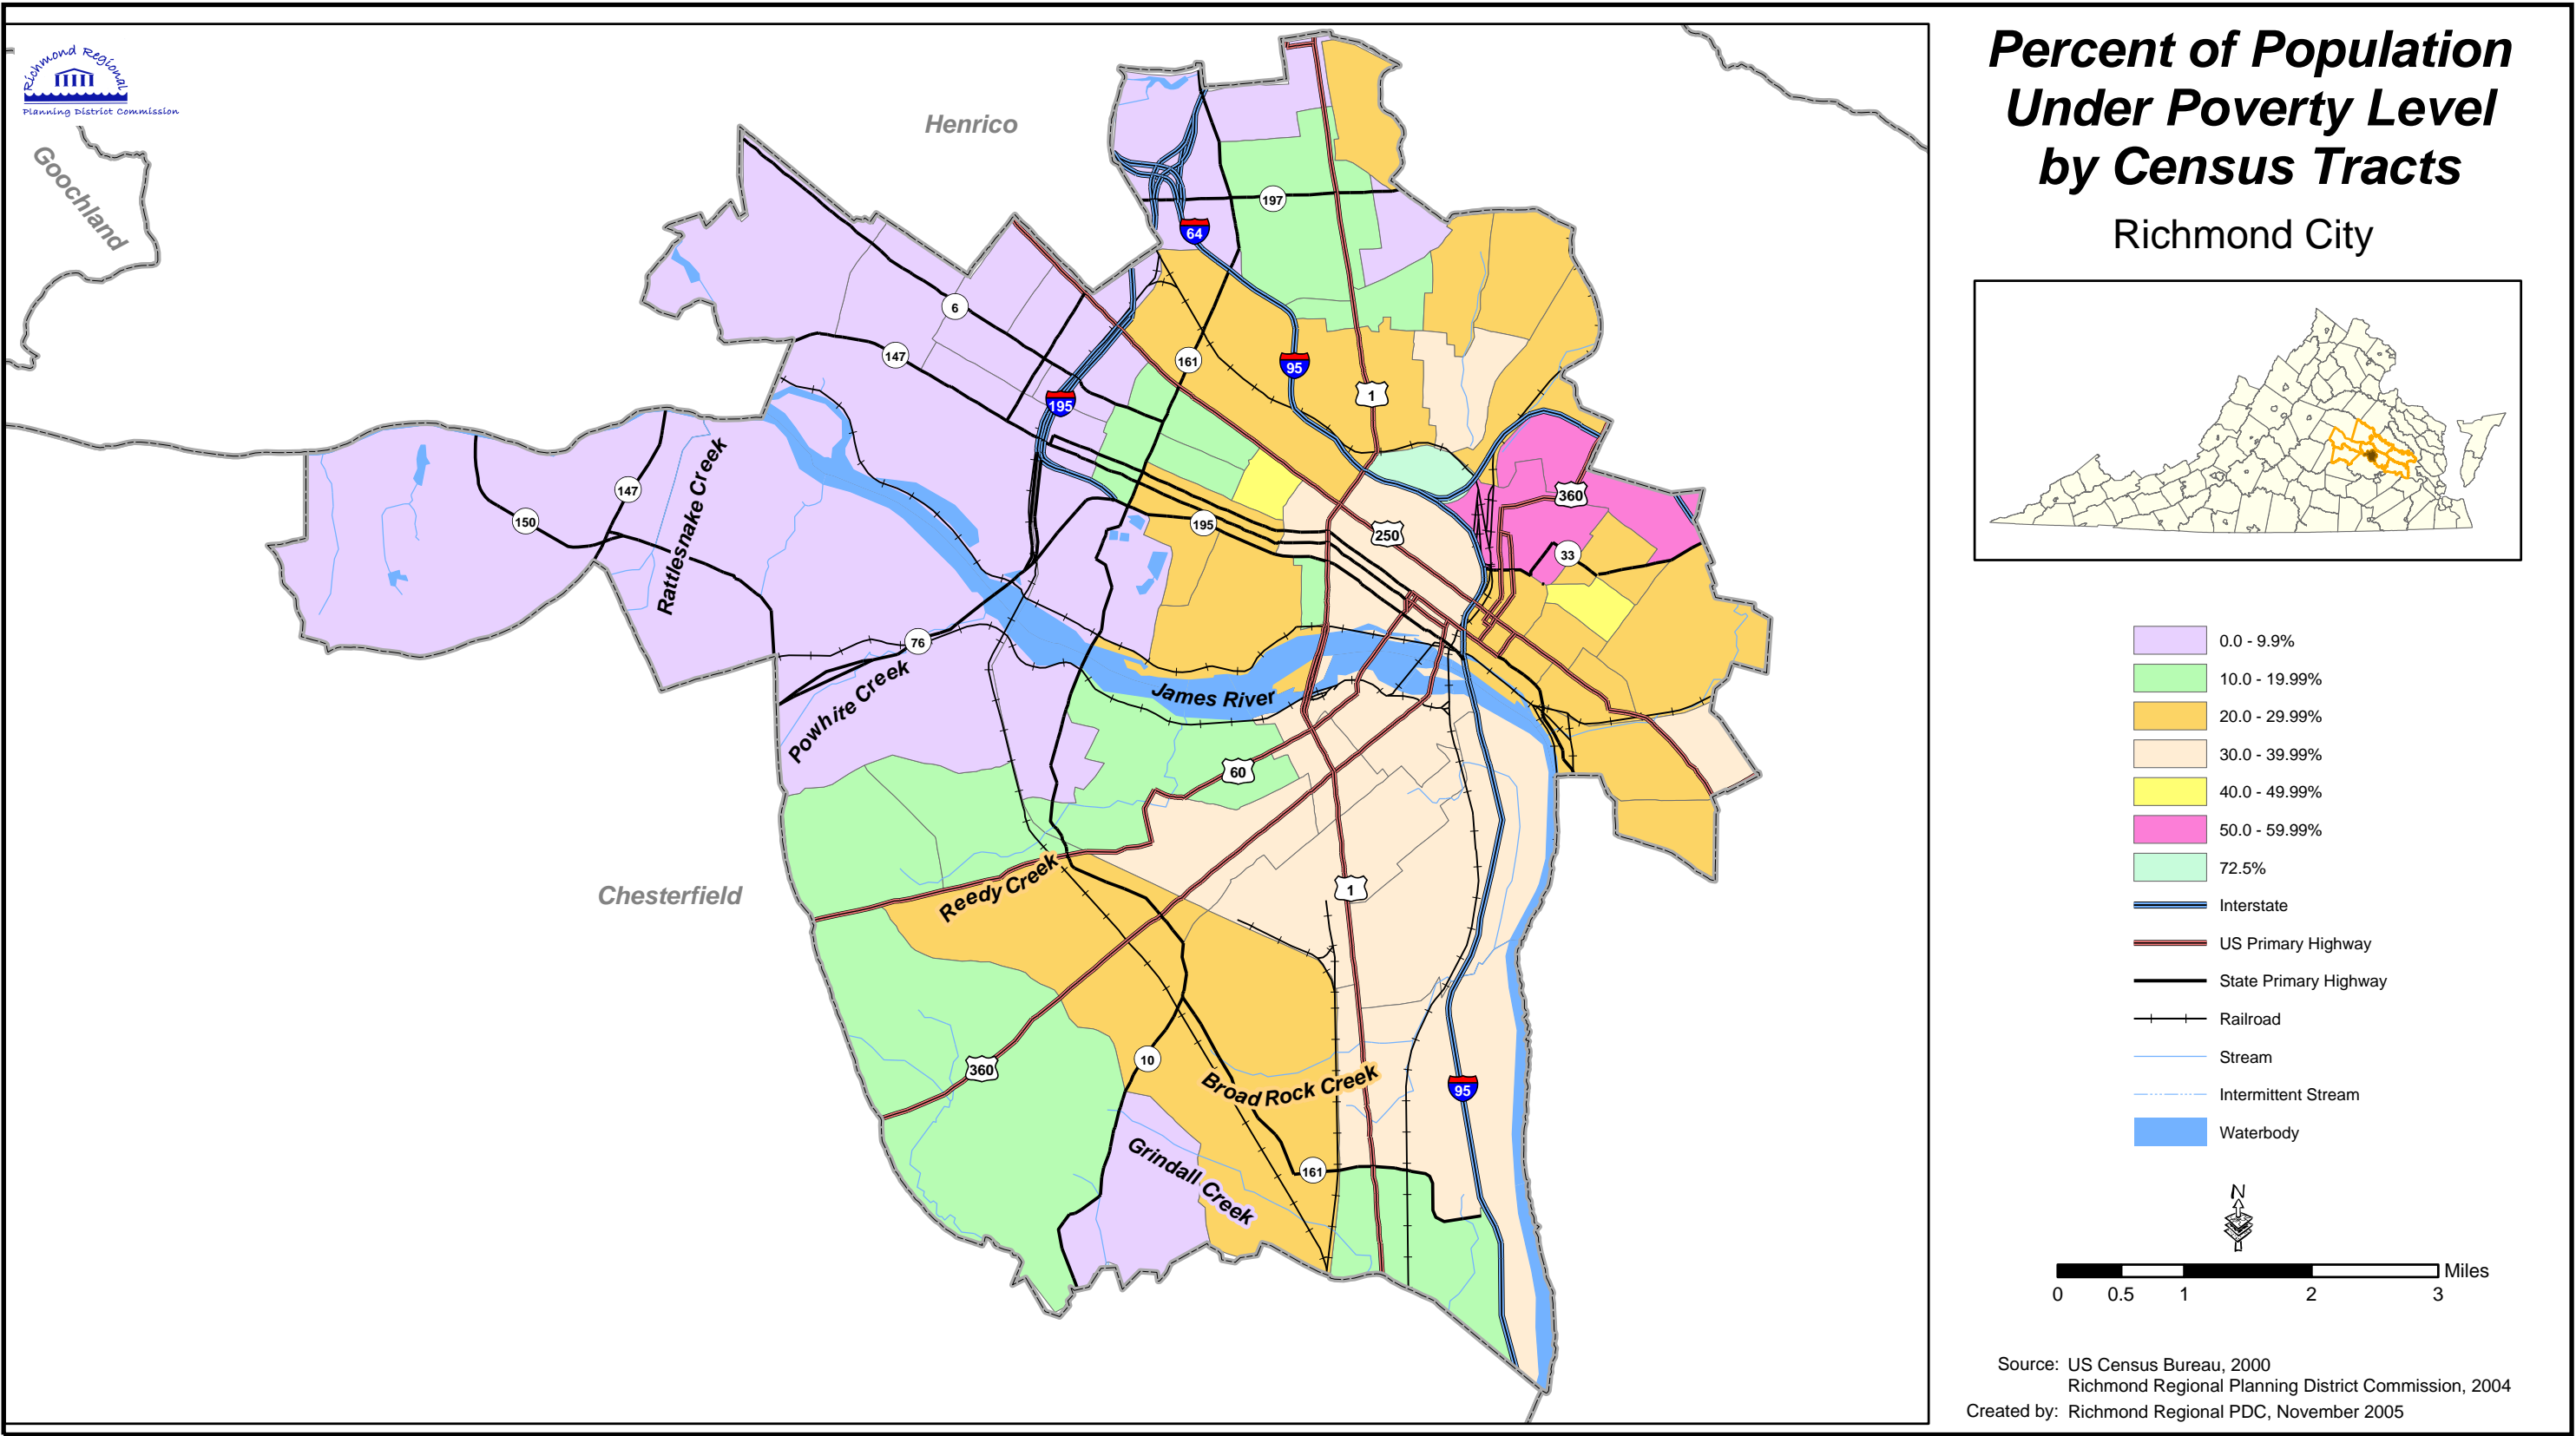 Percent of Population
Under Poverty Level
by Census Tracts
Richmond City
Richmond Regional
Planning District Commission
Goochland
Henrico
Chesterfield
197
64
6
147
161
95
1
195
360
147
150
Rattlesnake Creek
195
250
33
76
Powhite Creek
James River
60
Reedy Creek
1
360
10
Broad Rock Creek
95
Grindall Creek
161
0.0 - 9.9%
10.0 - 19.99%
20.0 - 29.99%
30.0 - 39.99%
40.0 - 49.99%
50.0 - 59.99%
72.5%
Interstate
US Primary Highway
State Primary Highway
Railroad
Stream
Intermittent Stream
Waterbody
N
Miles
0 0.5 1 2 3
Source: US Census Bureau, 2000
Richmond Regional Planning District Commission, 2004
Created by: Richmond Regional PDC, November 2005